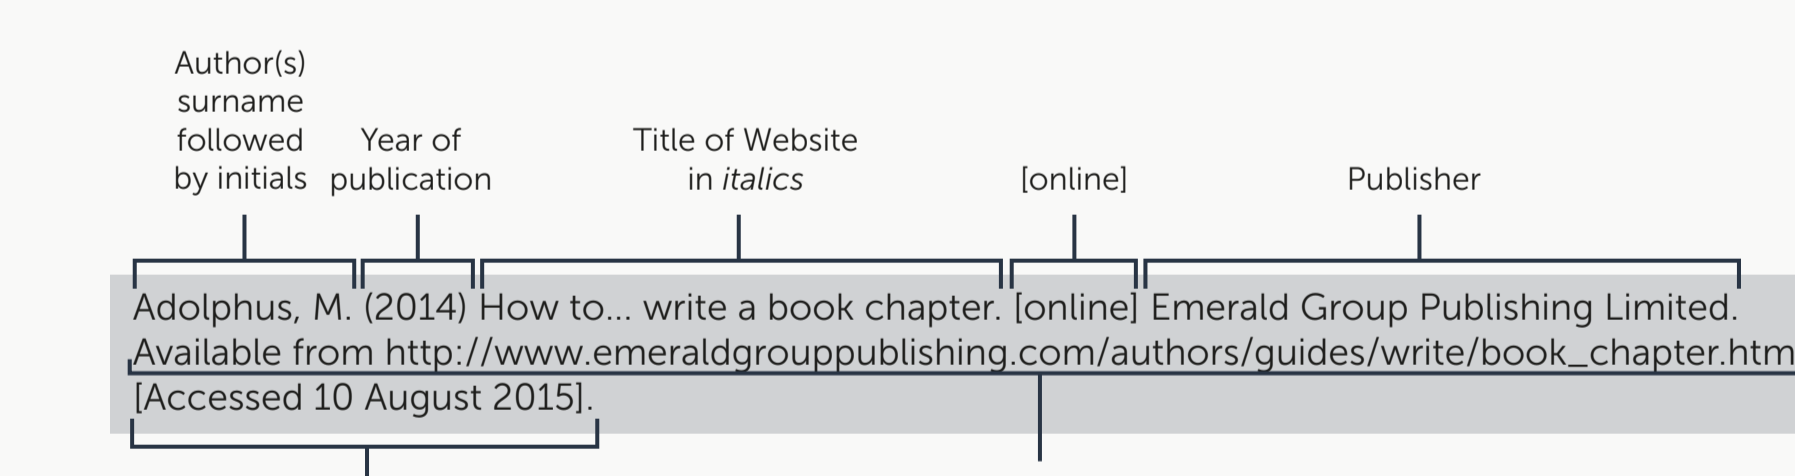 Author(s)
surname
followed
by initials
Year of
publication
Title of Website
in italics
[online]
Publisher
Adolphus, M. (2014) How to... write a book chapter. [online] Emerald Group Publishing Limited.
Available from http://www.emeraldgrouppublishing.com/authors/guides/write/book_chapter.htm
[Accessed 10 August 2015].